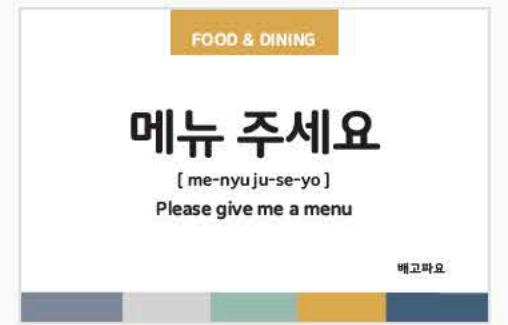 FOOD & DINING
메뉴 주세요
[ me-nyu ju-se-yo ]
Please give me a menu
배고파요